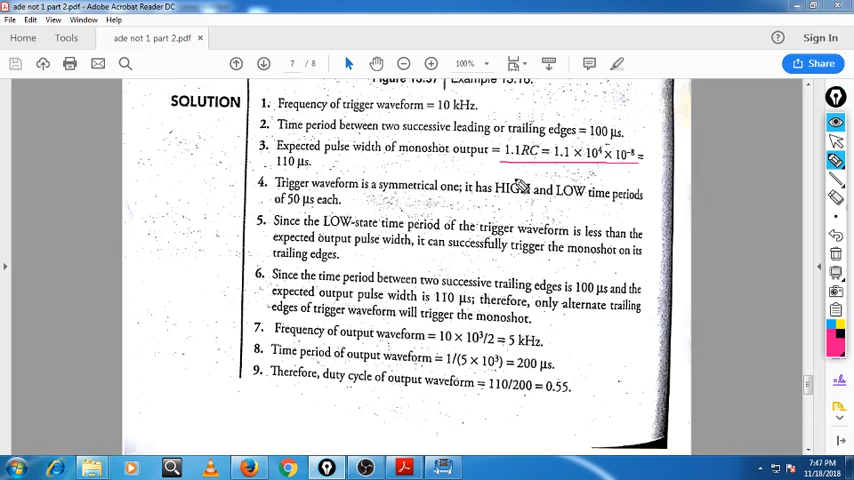 ade not 1 part 2.pdf - Adobe Acrobat Reader DC
File Edit View Window Help
Home Tools ade not 1 part 2.pdf × Sign In
7 / 8 100% Share
Figure 13.37 | Example 13.16.
SOLUTION
1. Frequency of trigger waveform = 10 kHz.
2. Time period between two successive leading or trailing edges = 100 μs.
3. Expected pulse width of monoshot output = 1.1RC = 1.1 × 10⁴ × 10⁻⁸ =
110 μs.
4. Trigger waveform is a symmetrical one; it has HIGH and LOW time periods
of 50 μs each.
5. Since the LOW-state time period of the trigger waveform is less than the
expected output pulse width, it can successfully trigger the monoshot on its
trailing edges.
6. Since the time period between two successive trailing edges is 100 μs and the
expected output pulse width is 110 μs; therefore, only alternate trailing
edges of trigger waveform will trigger the monoshot.
7. Frequency of output waveform = 10 × 10³/2 = 5 kHz.
8. Time period of output waveform = 1/(5 × 10³) = 200 μs.
9. Therefore, duty cycle of output waveform = 110/200 = 0.55.
7:47 PM
11/18/2018